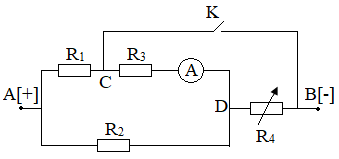 K
R₁ R₃ A
C
A[+] D B[-]
R₂ R₄